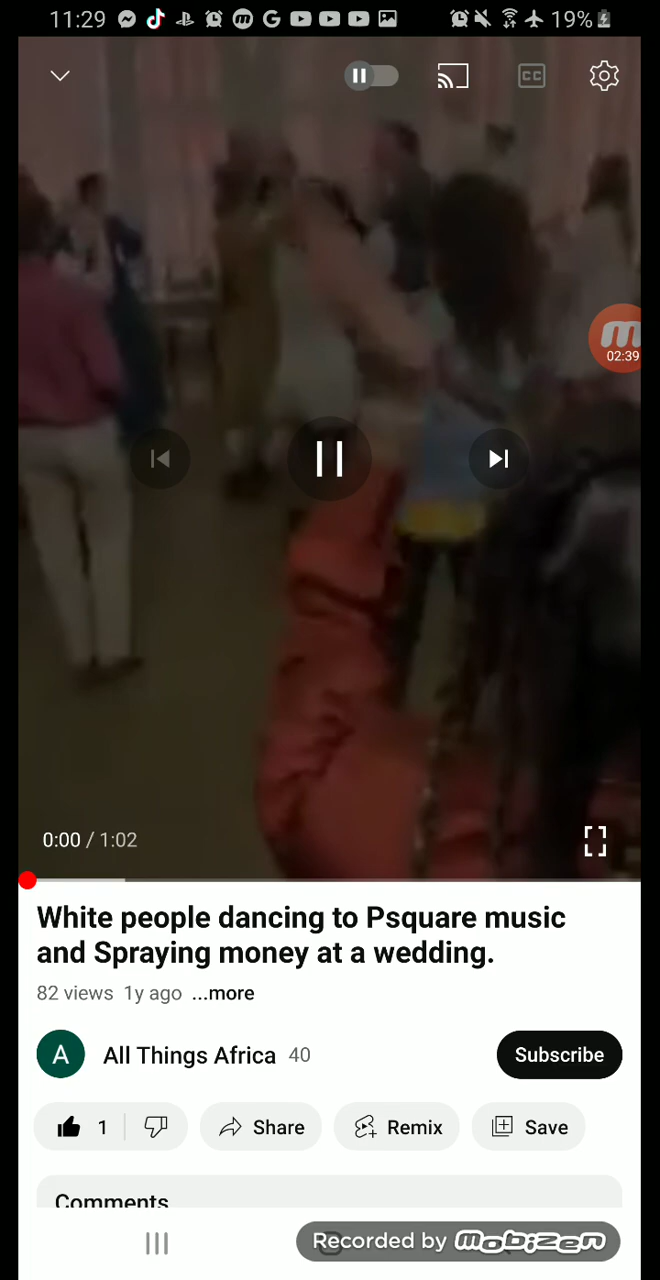 11:29
19%
CC
m
02:39
0:00 / 1:02
White people dancing to Psquare music
and Spraying money at a wedding.
82 views 1y ago ...more
A All Things Africa 40 Subscribe
1 Share Remix Save
Comments
Recorded by mobizen